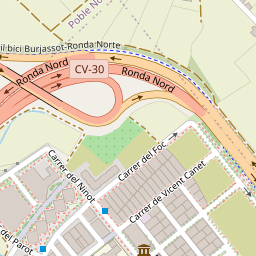 Poble No
il bici Burjassot-Ronda Norte
Ronda Nord
CV-30
Ronda Nord
Carrer del Foc
Carrer del Ninot
Carrer de Vicent Canet
del Parot